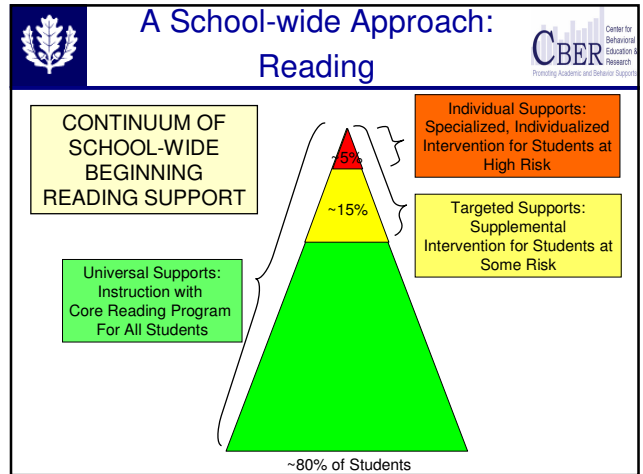 A School-wide Approach:
Reading
CBER
Center for
Behavioral
Education &
Research
Promoting Academic and Behavior Supports
CONTINUUM OF
SCHOOL-WIDE
BEGINNING
READING SUPPORT
Individual Supports:
Specialized, Individualized
Intervention for Students at
High Risk
~5%
~15%
Targeted Supports:
Supplemental
Intervention for Students at
Some Risk
Universal Supports:
Instruction with
Core Reading Program
For All Students
~80% of Students